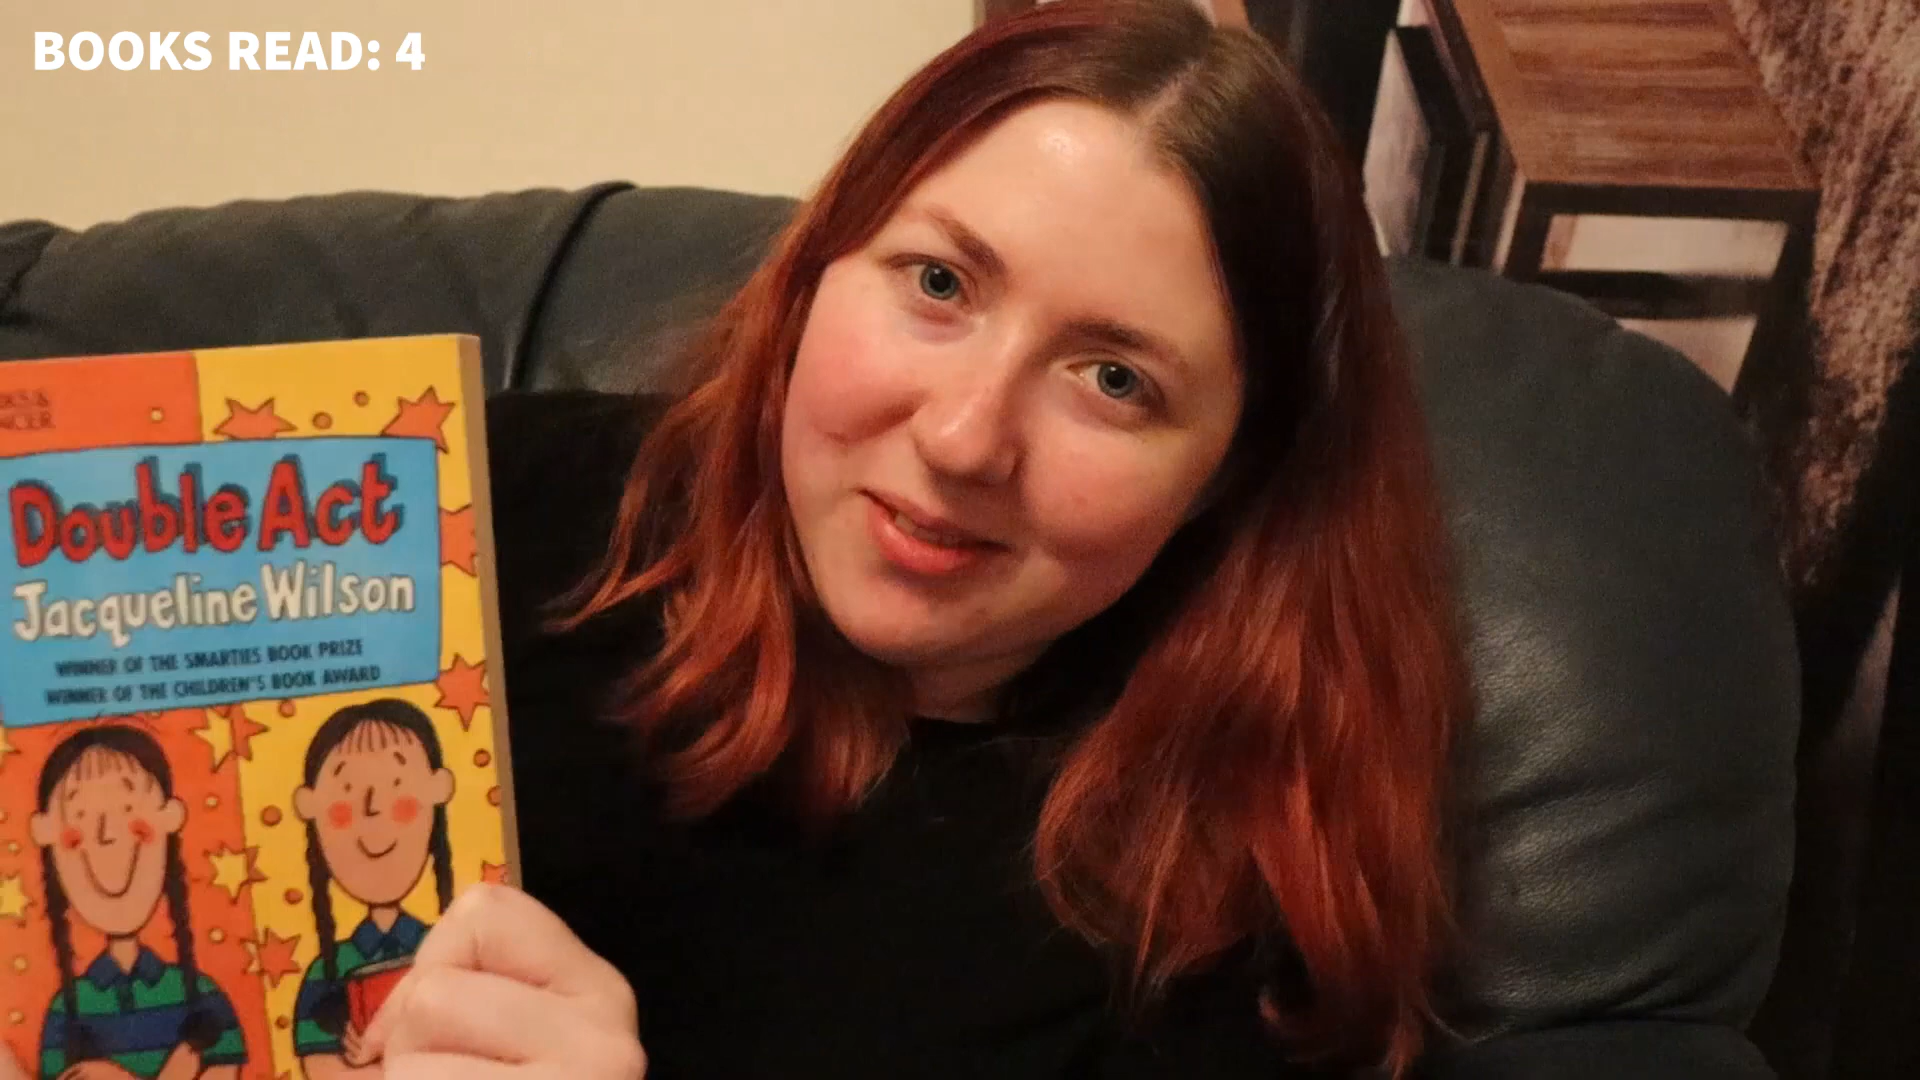 BOOKS READ: 4
Double Act
Jacqueline Wilson
WINNER OF THE SMARTIES BOOK PRIZE
WINNER OF THE CHILDREN'S BOOK AWARD